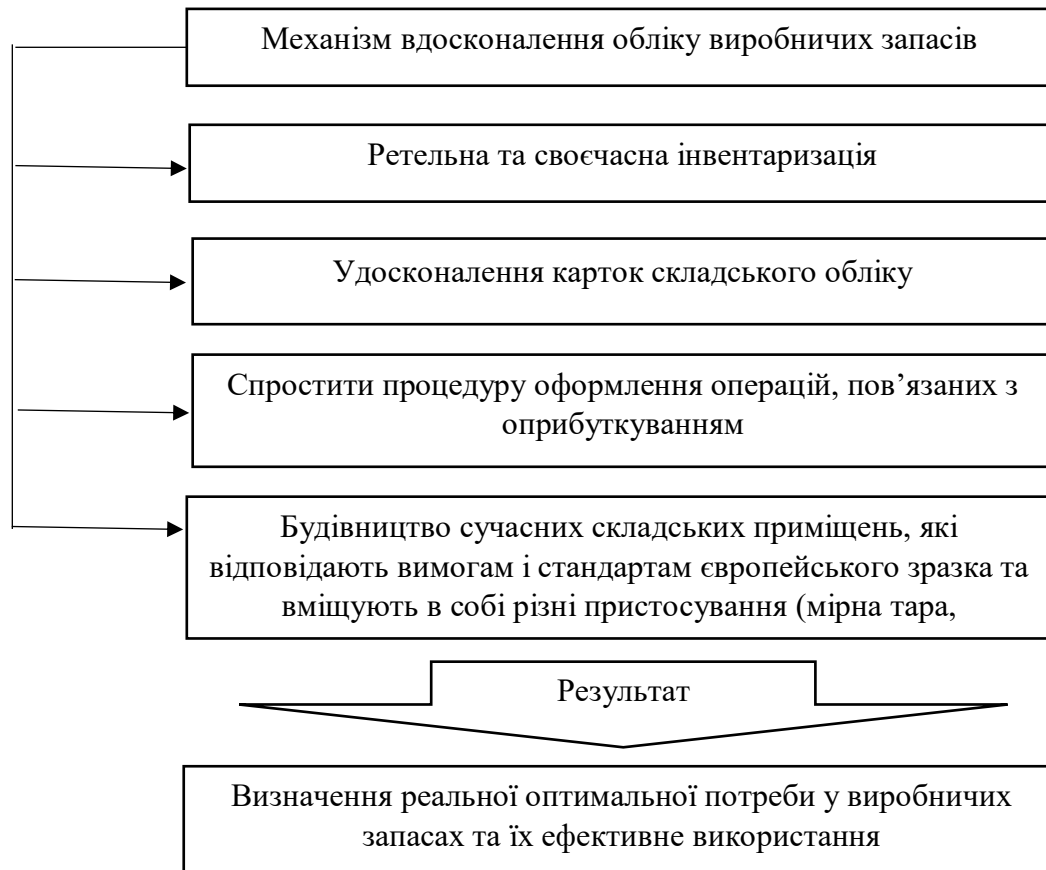 Механізм вдосконалення обліку виробничих запасів
Ретельна та своєчасна інвентаризація
Удосконалення карток складського обліку
Спростити процедуру оформлення операцій, пов’язаних з
оприбуткуванням
Будівництво сучасних складських приміщень, які
відповідають вимогам і стандартам європейського зразка та
вміщують в собі різні пристосування (мірна тара,
Результат
Визначення реальної оптимальної потреби у виробничих
запасах та їх ефективне використання